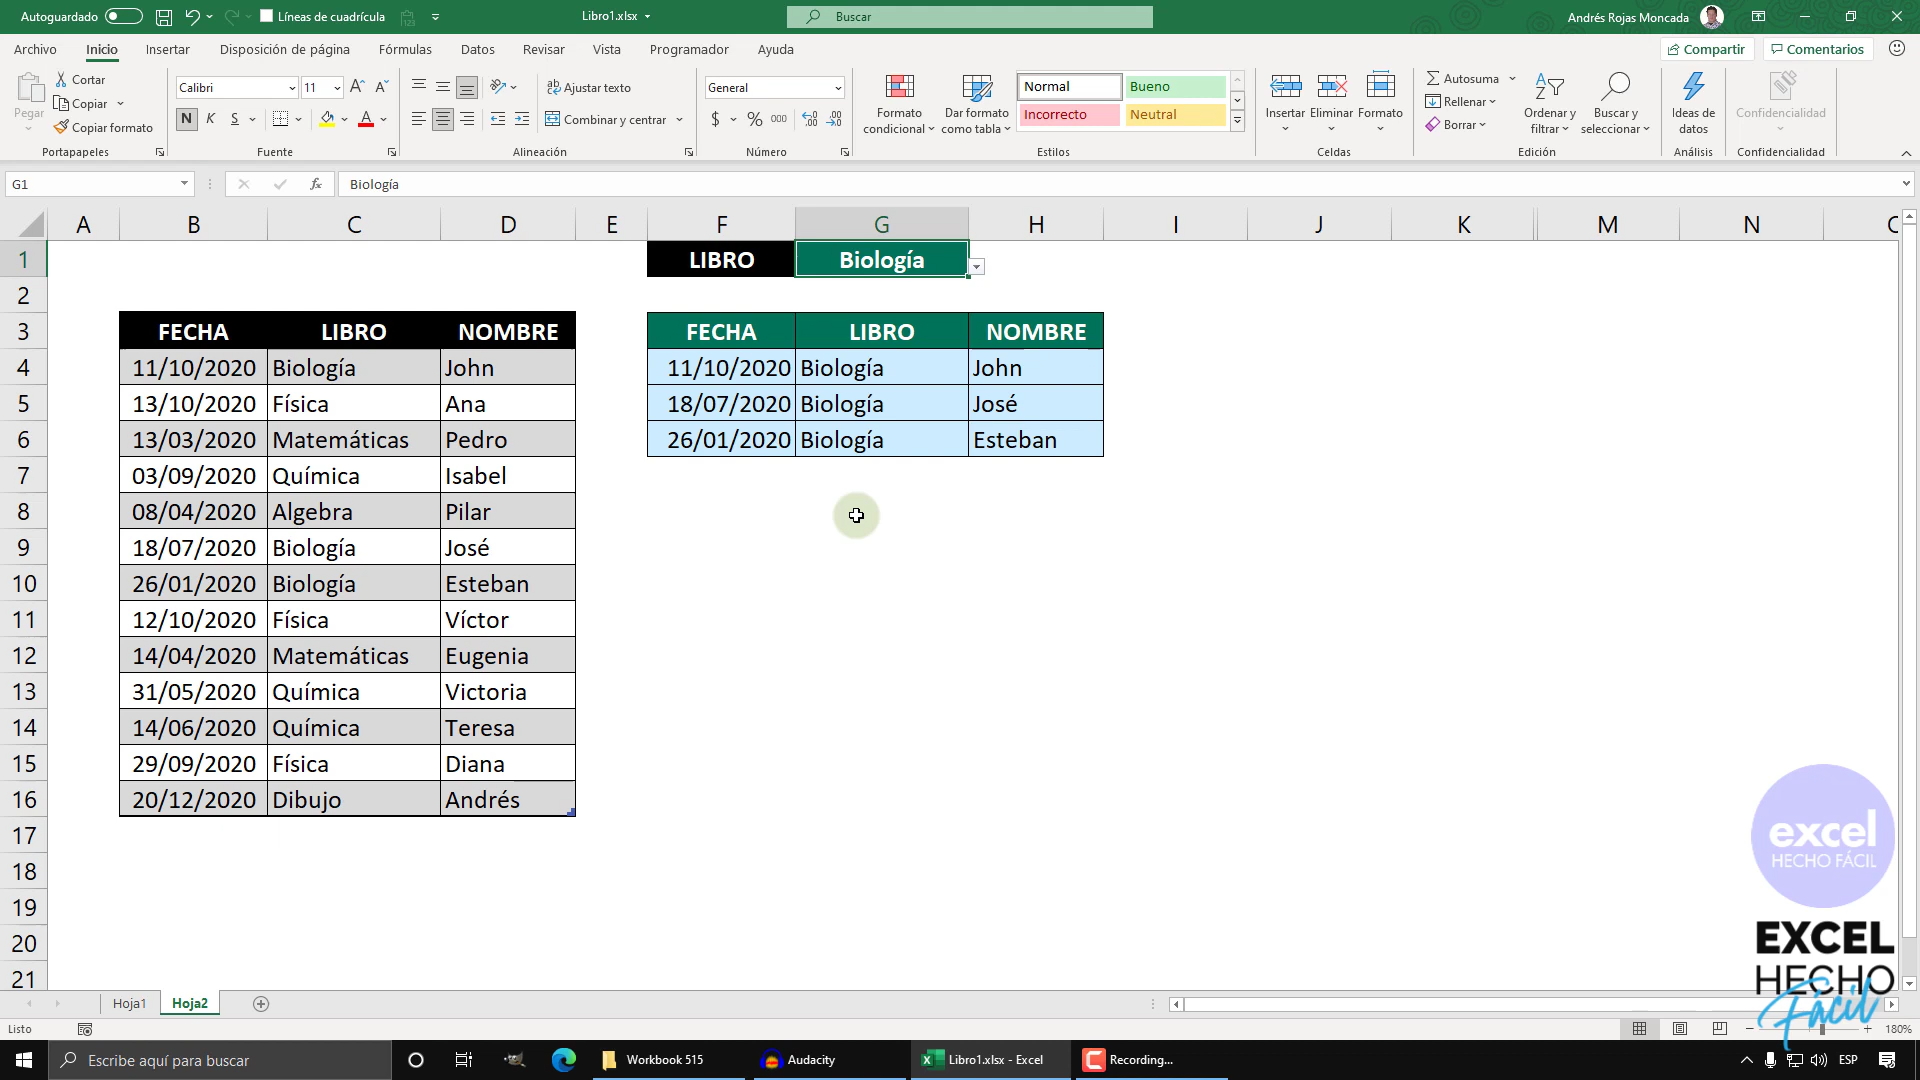 Autoguardado
Líneas de cuadrícula
Libro1.xlsx
Buscar
Andrés Rojas Moncada
Archivo Inicio Insertar Disposición de página Fórmulas Datos Revisar Vista Programador Ayuda
Compartir Comentarios
Pegar
Cortar
Copiar
Copiar formato
Portapapeles
Calibri 11
N K S
Fuente
Ajustar texto
Combinar y centrar
Alineación
General
$ % 000
Número
Formato condicional
Dar formato como tabla
Normal Bueno
Incorrecto Neutral
Estilos
Insertar Eliminar Formato
Celdas
Autosuma
Rellenar
Borrar
Ordenar y filtrar
Buscar y seleccionar
Edición
Ideas de datos
Análisis
Confidencialidad
Confidencialidad
G1 fx Biología
A B C D E F G H I J K M N
1 LIBRO Biología
2
3 FECHA LIBRO NOMBRE FECHA LIBRO NOMBRE
4 11/10/2020 Biología John 11/10/2020 Biología John
5 13/10/2020 Física Ana 18/07/2020 Biología José
6 13/03/2020 Matemáticas Pedro 26/01/2020 Biología Esteban
7 03/09/2020 Química Isabel
8 08/04/2020 Algebra Pilar
9 18/07/2020 Biología José
10 26/01/2020 Biología Esteban
11 12/10/2020 Física Víctor
12 14/04/2020 Matemáticas Eugenia
13 31/05/2020 Química Victoria
14 14/06/2020 Química Teresa
15 29/09/2020 Física Diana
16 20/12/2020 Dibujo Andrés
17
18
19
20
21
excel
HECHO FÁCIL
EXCEL
HECHO
Fácil
Hoja1 Hoja2
Listo
180%
Escribe aquí para buscar
Workbook 515
Audacity
Libro1.xlsx - Excel
Recording...
ESP